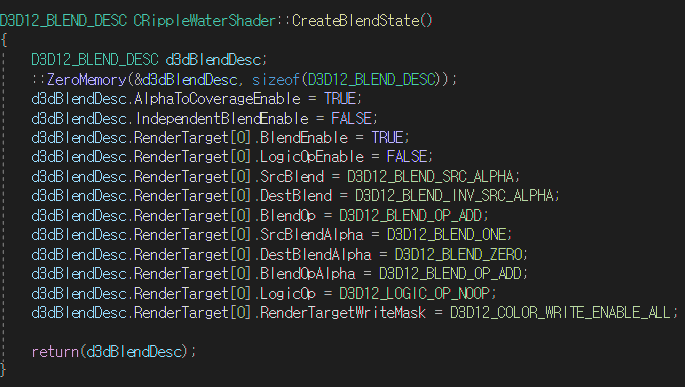 D3D12_BLEND_DESC CRippleWaterShader::CreateBlendState()
{
D3D12_BLEND_DESC d3dBlendDesc;
::ZeroMemory(&d3dBlendDesc, sizeof(D3D12_BLEND_DESC));
d3dBlendDesc.AlphaToCoverageEnable = TRUE;
d3dBlendDesc.IndependentBlendEnable = FALSE;
d3dBlendDesc.RenderTarget[0].BlendEnable = TRUE;
d3dBlendDesc.RenderTarget[0].LogicOpEnable = FALSE;
d3dBlendDesc.RenderTarget[0].SrcBlend = D3D12_BLEND_SRC_ALPHA;
d3dBlendDesc.RenderTarget[0].DestBlend = D3D12_BLEND_INV_SRC_ALPHA;
d3dBlendDesc.RenderTarget[0].BlendOp = D3D12_BLEND_OP_ADD;
d3dBlendDesc.RenderTarget[0].SrcBlendAlpha = D3D12_BLEND_ONE;
d3dBlendDesc.RenderTarget[0].DestBlendAlpha = D3D12_BLEND_ZERO;
d3dBlendDesc.RenderTarget[0].BlendOpAlpha = D3D12_BLEND_OP_ADD;
d3dBlendDesc.RenderTarget[0].LogicOp = D3D12_LOGIC_OP_NOOP;
d3dBlendDesc.RenderTarget[0].RenderTargetWriteMask = D3D12_COLOR_WRITE_ENABLE_ALL;
return(d3dBlendDesc);
}